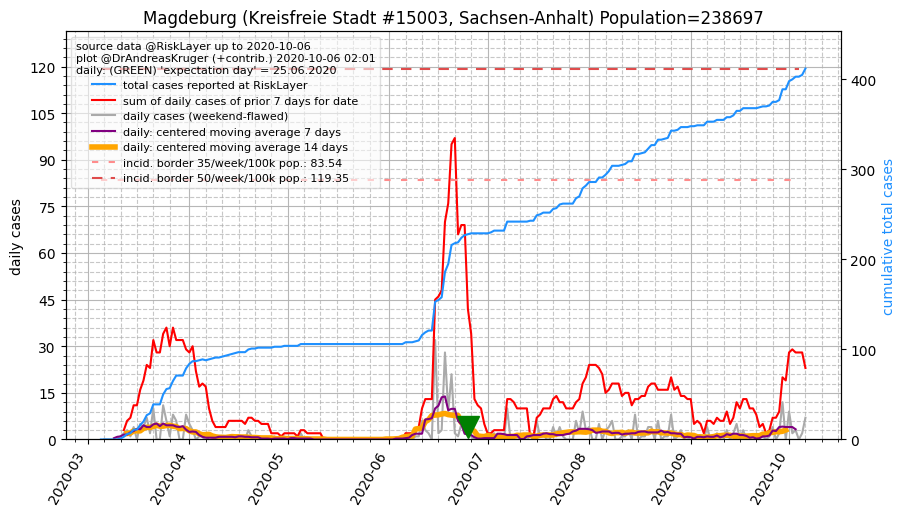 Magdeburg (Kreisfreie Stadt #15003, Sachsen-Anhalt) Population=238697
source data @RiskLayer up to 2020-10-06
plot @DrAndreasKruger (+contrib.) 2020-10-06 02:01
daily: (GREEN) 'expectation day' = 25.06.2020
total cases reported at RiskLayer
sum of daily cases of prior 7 days for date
daily cases (weekend-flawed)
daily: centered moving average 7 days
daily: centered moving average 14 days
incid. border 35/week/100k pop.: 83.54
incid. border 50/week/100k pop.: 119.35
daily cases
120
105
90
75
60
45
30
15
0
cumulative total cases
400
300
200
100
0
2020-03
2020-04
2020-05
2020-06
2020-07
2020-08
2020-09
2020-10